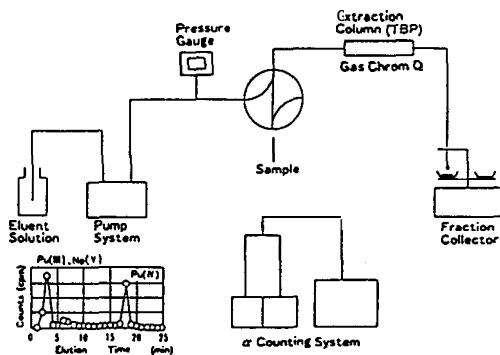 Pressure
Gauge
Extraction
Column (TBP)
Gas Chrom Q
Sample
Eluent
Solution
Pump
System
Fraction
Collector
Pu(III), Np(V)
Pu(IV)
Counts (cpm)
0 5 10 15 20 25
Elution Time (min)
α Counting System